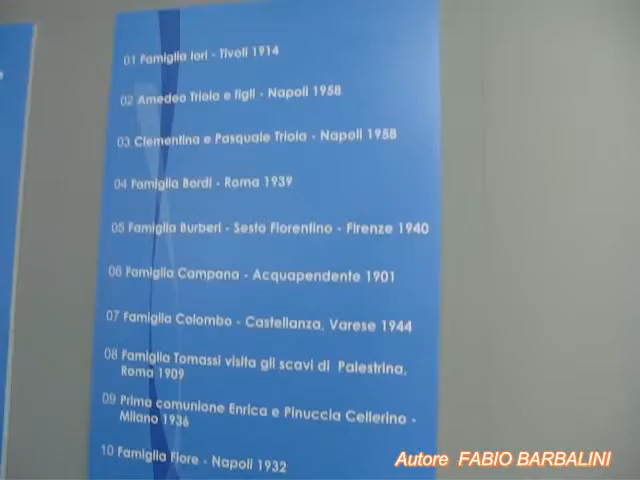 01 Famiglia Iori - Tivoli 1914
02 Amedeo Triola e figli - Napoli 1958
03 Clementina e Pasquale Triola - Napoli 1958
04 Famiglia Bordi - Roma 1939
05 Famiglia Burberi - Sesto Fiorentino - Firenze 1940
06 Famiglia Campana - Acquapendente 1901
07 Famiglia Colombo - Castellanza, Varese 1944
08 Famiglia Tomassi visita gli scavi di Palestrina,
Roma 1909
09 Prima comunione Enrica e Pinuccia Cellerino -
Milano 1936
10 Famiglia Fiore - Napoli 1932
Autore FABIO BARBALINI